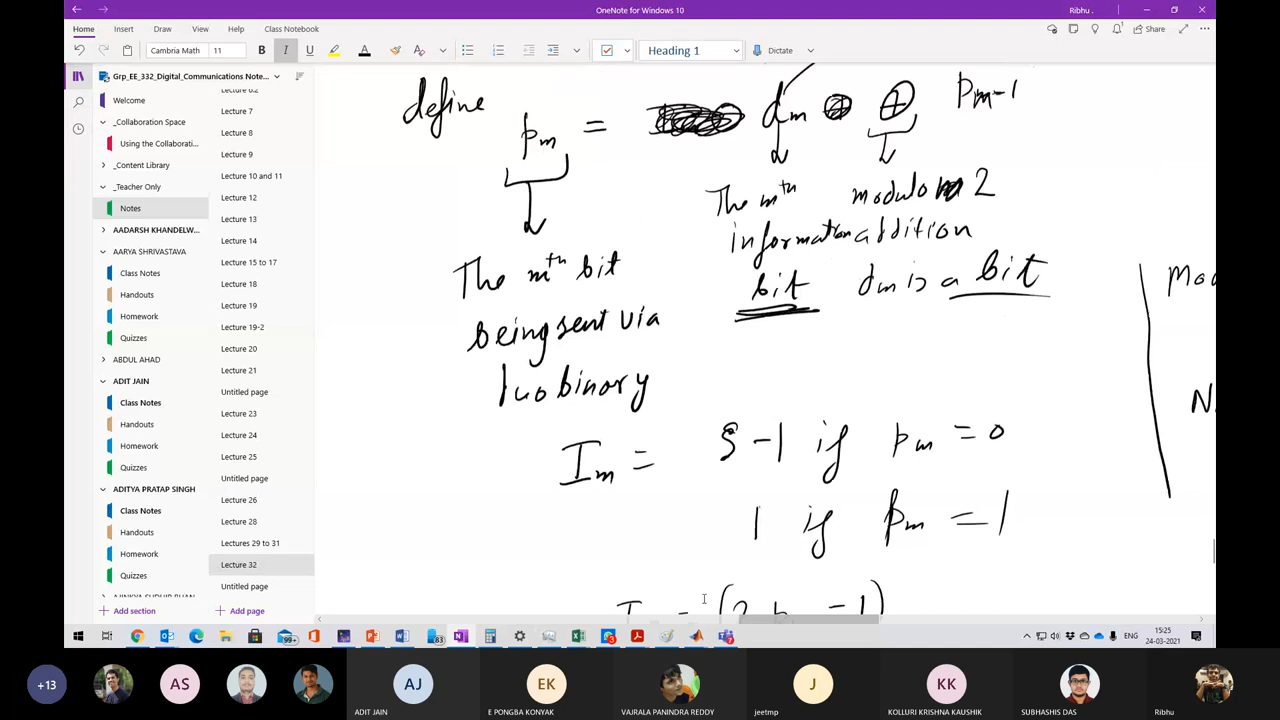 OneNote for Windows 10
Ribhu .
Home Insert Draw View Help Class Notebook
Share
Cambria Math 11 B I U A Heading 1 Dictate
Grp_EE_332_Digital_Communications Note...
Welcome
_Collaboration Space
Using the Collaborati...
_Content Library
_Teacher Only
Notes
AADARSH KHANDELW...
AARYA SHRIVASTAVA
Class Notes
Handouts
Homework
Quizzes
ABDUL AHAD
ADIT JAIN
Class Notes
Handouts
Homework
Quizzes
ADITYA PRATAP SINGH
Class Notes
Handouts
Homework
Quizzes
Add section
Lecture 7
Lecture 8
Lecture 9
Lecture 10 and 11
Lecture 12
Lecture 13
Lecture 14
Lecture 15 to 17
Lecture 18
Lecture 19
Lecture 19-2
Lecture 20
Lecture 21
Untitled page
Lecture 23
Lecture 24
Lecture 25
Untitled page
Lecture 26
Lecture 28
Lectures 29 to 31
Lecture 32
Untitled page
Add page
define
pm = dm ⊕ pm-1
The mth bit
being sent via
duobinary
The mth
information
bit
modulo 2
addition
dm is a bit
Im = { -1 if pm = 0
1 if pm = 1
99+
83
ENG
15:25
24-03-2021
+13
AS
AJ
EK
J
KK
ADIT JAIN
E PONGBA KONYAK
VAJRALA PANINDRA REDDY
jeetmp
KOLLURI KRISHNA KAUSHIK
SUBHASHIS DAS
Ribhu